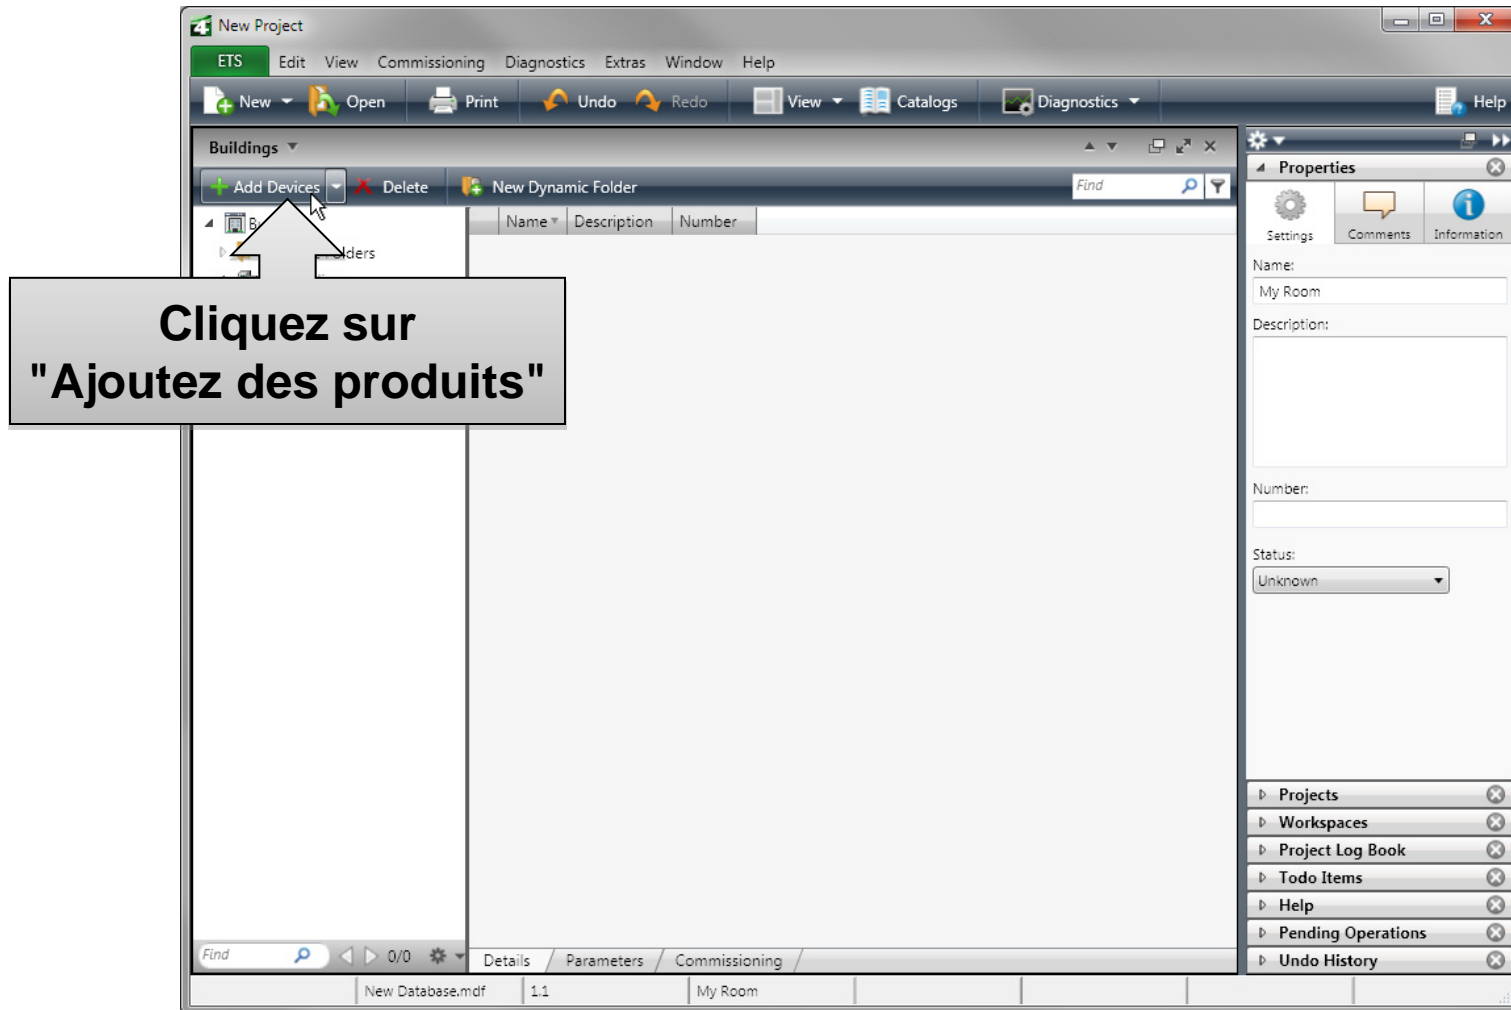 New Project
ETS Edit View Commissioning Diagnostics Extras Window Help
New Open Print Undo Redo View Catalogs Diagnostics Help
Buildings
Add Devices Delete New Dynamic Folder Find
Name Description Number
Cliquez sur
"Ajoutez des produits"
Find 0/0
Details Parameters Commissioning
New Database.mdf 1.1 My Room
Properties
Settings Comments Information
Name:
My Room
Description:
Number:
Status:
Unknown
Projects
Workspaces
Project Log Book
Todo Items
Help
Pending Operations
Undo History